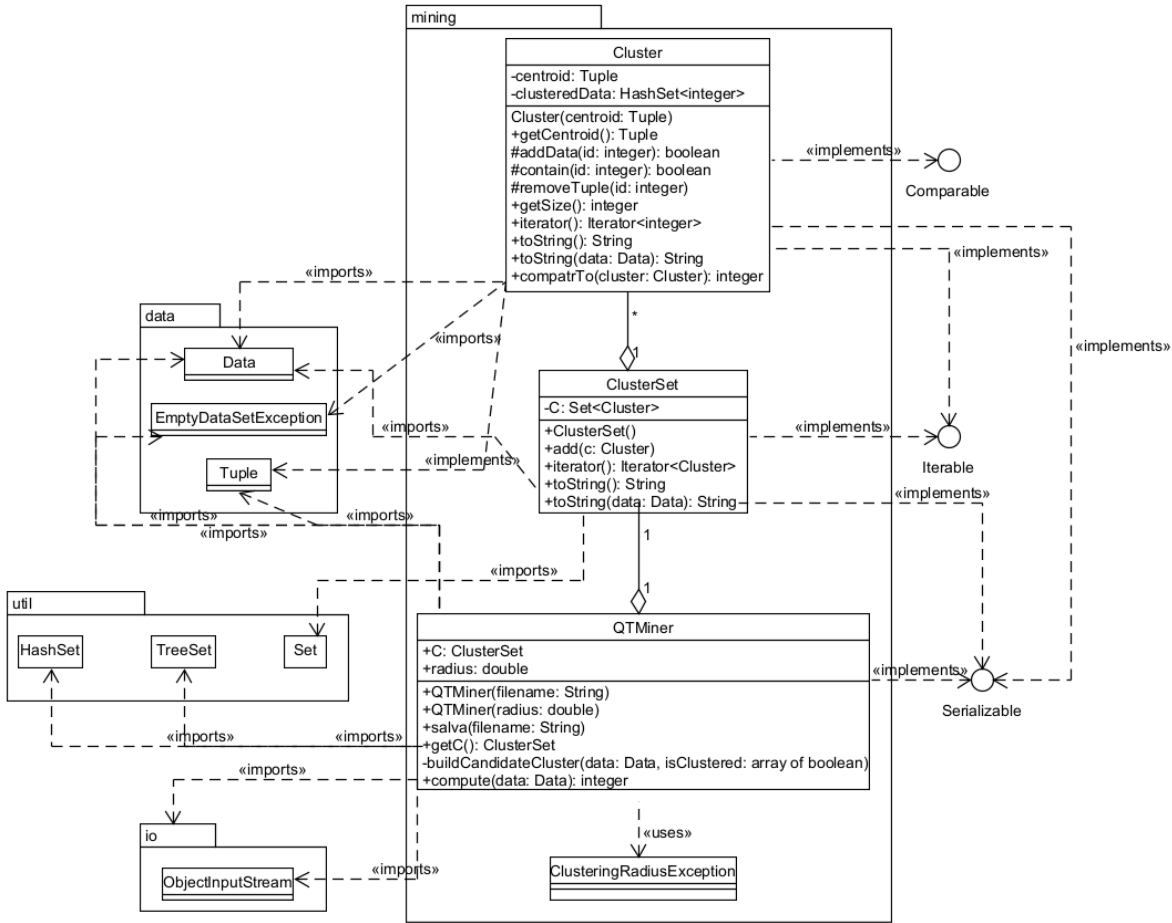 mining
Cluster
-centroid: Tuple
-clusteredData: HashSet<integer>
Cluster(centroid: Tuple)
+getCentroid(): Tuple
#addData(id: integer): boolean
#contain(id: integer): boolean
#removeTuple(id: integer)
+getSize(): integer
+iterator(): Iterator<integer>
+toString(): String
+toString(data: Data): String
+compatrTo(cluster: Cluster): integer
«implements»
Comparable
«implements»
«implements»
«imports»
«imports»
*
1
data
Data
EmptyDataSetException
Tuple
«imports»
«implements»
ClusterSet
-C: Set<Cluster>
+ClusterSet()
+add(c: Cluster)
+iterator(): Iterator<Cluster>
+toString(): String
+toString(data: Data): String
«implements»
Iterable
«implements»
«imports»
«imports»
«imports»
1
«imports»
1
util
HashSet
TreeSet
Set
QTMiner
+C: ClusterSet
+radius: double
+QTMiner(filename: String)
+QTMiner(radius: double)
+salva(filename: String)
+getC(): ClusterSet
-buildCandidateCluster(data: Data, isClustered: array of boolean)
+compute(data: Data): integer
«implements»
Serializable
«imports»
«imports»
«imports»
io
ObjectInputStream
«imports»
«uses»
ClusteringRadiusException